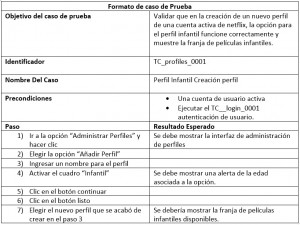 Formato de caso de Prueba
Objetivo del caso de prueba
Validar que en la creación de un nuevo perfil
de una cuenta activa de netflix, la opción para
el perfil infantil funcione correctamente y
muestre la franja de películas infantiles.
Identificador
TC_profiles_0001
Nombre Del Caso
Perfil Infantil Creación perfil
Precondiciones
• Una cuenta de usuario activa
• Ejecutar el TC__login_0001
autenticación de usuario.
Paso
Resultado Esperado
1) Ir a la opción "Administrar Perfiles" y
hacer clic
Se debe mostrar la interfaz de administración
de perfiles
2) Elegir la opción "Añadir Perfil"
3) Ingresar un nombre para el perfil
4) Activar el cuadro "Infantil"
Se debe mostrar una alerta de la edad
asociada a la opción.
5) Clic en el botón continuar
6) Clic en el botón listo
7) Elegir el nuevo perfil que se acabó de
crear en el paso 3
Se debería mostrar la franja de películas
infantiles disponibles.